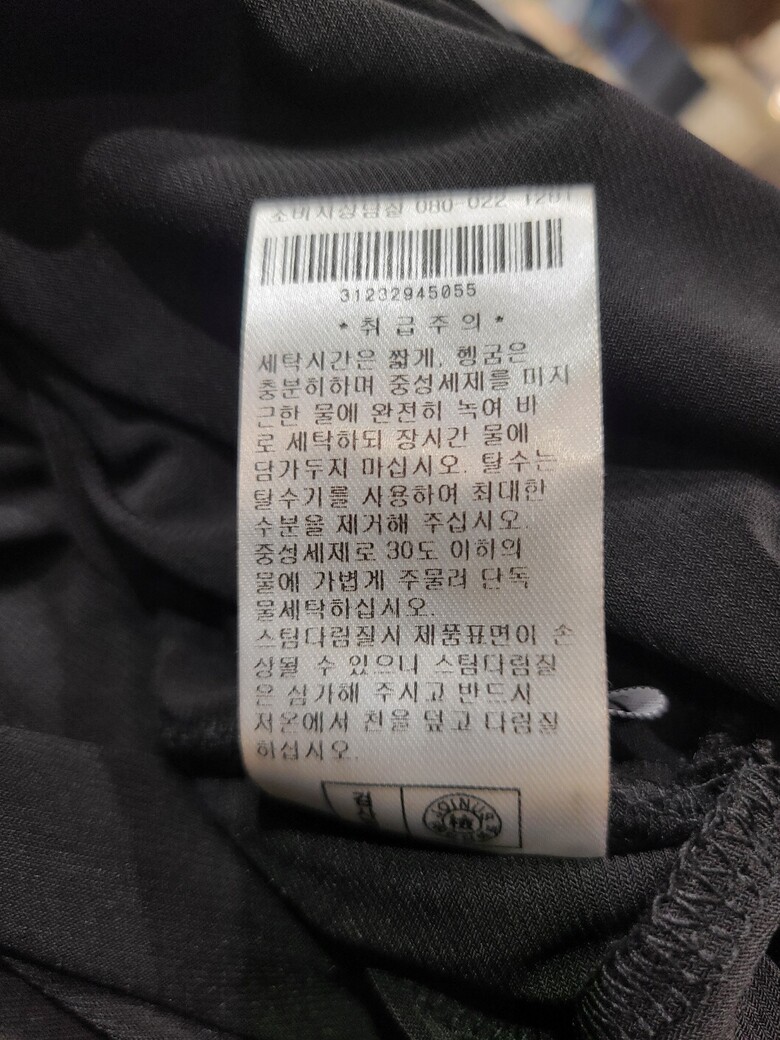 소비자상담실 080-022
31232945055
* 취 급 주 의 *
세탁시간은 짧게, 헹굼은
충분히하며 중성세제를 미지
근한 물에 완전히 녹여 바
로 세탁하되 장시간 물에
담가두지 마십시오. 탈수는
탈수기를 사용하여 최대한
수분을 제거해 주십시오.
중성세제로 30도 이하의
물에 가볍게 주물러 단독
물세탁하십시오.
스팀다림질시 제품표면이 손
상될 수 있으니 스팀다림질
은 삼가해 주시고 반드시
저온에서 천을 덮고 다림질
하십시오.
JOINUP